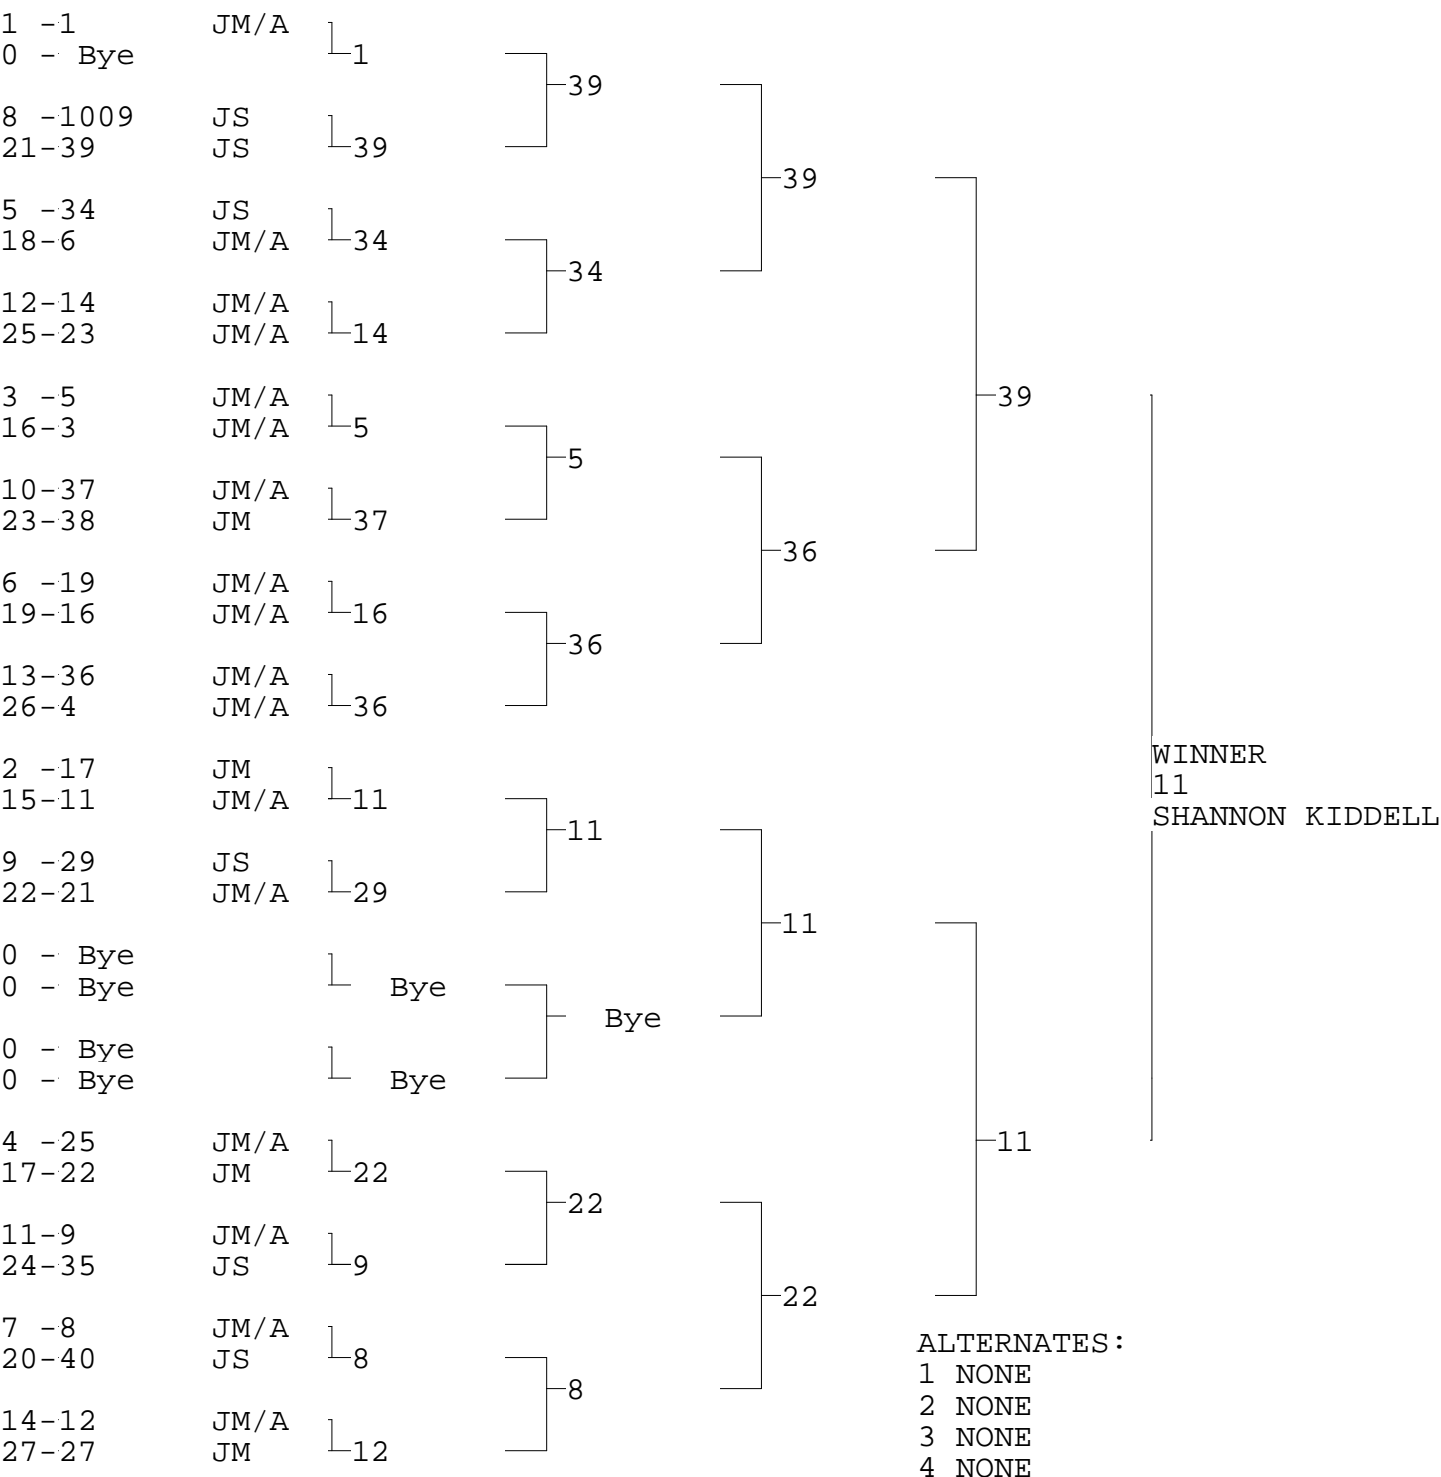 1 -1 JM/A
0 - Bye 1
39
8 -1009 JS
21-39 JS 39
39
5 -34 JS
18-6 JM/A 34
34
12-14 JM/A
25-23 JM/A 14
3 -5 JM/A 39
16-3 JM/A 5
5
10-37 JM/A
23-38 JM 37
36
6 -19 JM/A
19-16 JM/A 16
36
13-36 JM/A
26-4 JM/A 36
WINNER
2 -17 JM
11
15-11 JM/A 11
SHANNON KIDDELL
11
9 -29 JS
22-21 JM/A 29
11
0 - Bye
0 - Bye Bye
Bye
0 - Bye
0 - Bye Bye
4 -25 JM/A 11
17-22 JM 22
22
11-9 JM/A
24-35 JS 9
22
7 -8 JM/A
ALTERNATES:
20-40 JS 8
1 NONE
8
2 NONE
14-12 JM/A
3 NONE
27-27 JM 12
4 NONE